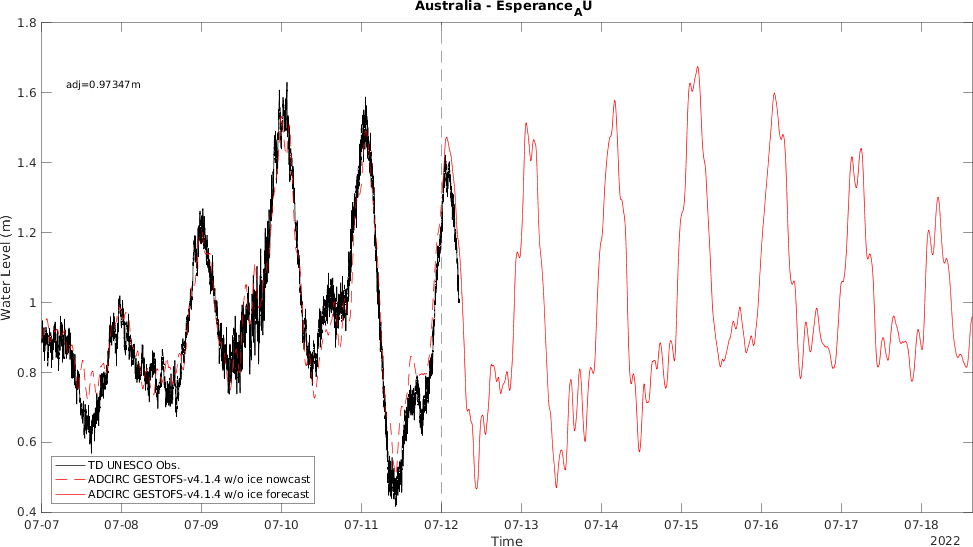 Australia - Esperance_AU
1.8
adj=0.97347m
1.6
1.4
1.2
1
0.8
0.6
0.4
Water Level (m)
TD UNESCO Obs.
ADCIRC GESTOFS-v4.1.4 w/o ice nowcast
ADCIRC GESTOFS-v4.1.4 w/o ice forecast
07-07 07-08 07-09 07-10 07-11 07-12 07-13 07-14 07-15 07-16 07-17 07-18
Time
2022